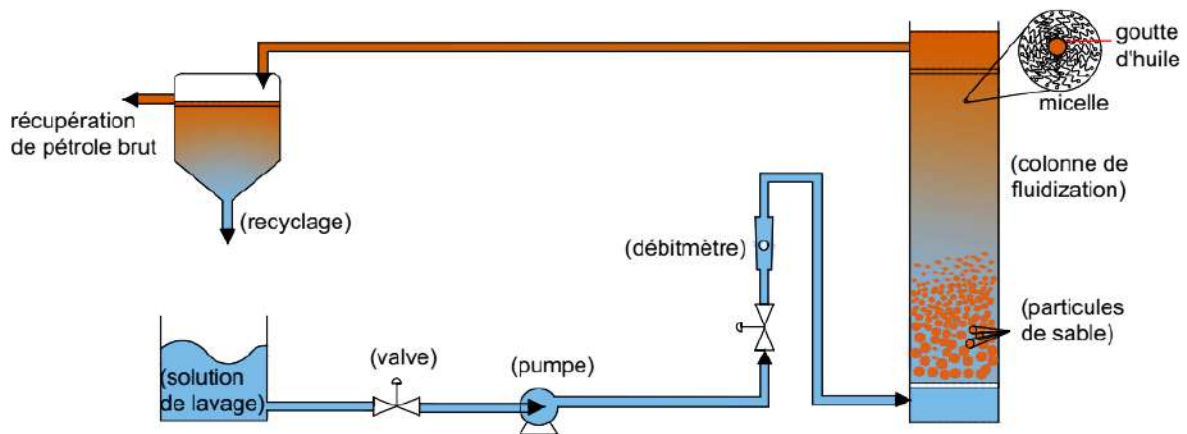 goutte
d'huile
micelle
récupération
de pétrole brut
(colonne de
fluidization)
(recyclage)
(débitmètre)
(particules
de sable)
(valve)
(pumpe)
(solution
de lavage)